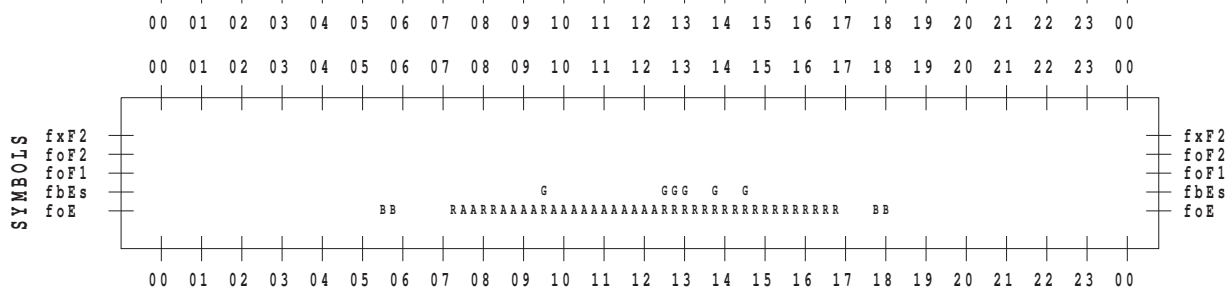 00 01 02 03 04 05 06 07 08 09 10 11 12 13 14 15 16 17 18 19 20 21 22 23 00
00 01 02 03 04 05 06 07 08 09 10 11 12 13 14 15 16 17 18 19 20 21 22 23 00
SYMBOLS
fxF2 fxF2
foF2 foF2
foF1 foF1
fbEs G GGG G G fbEs
foE BB RAARRAAAARAAAAAAAAAAARRRRRRRRRRRRRRRRRR BB foE
00 01 02 03 04 05 06 07 08 09 10 11 12 13 14 15 16 17 18 19 20 21 22 23 00